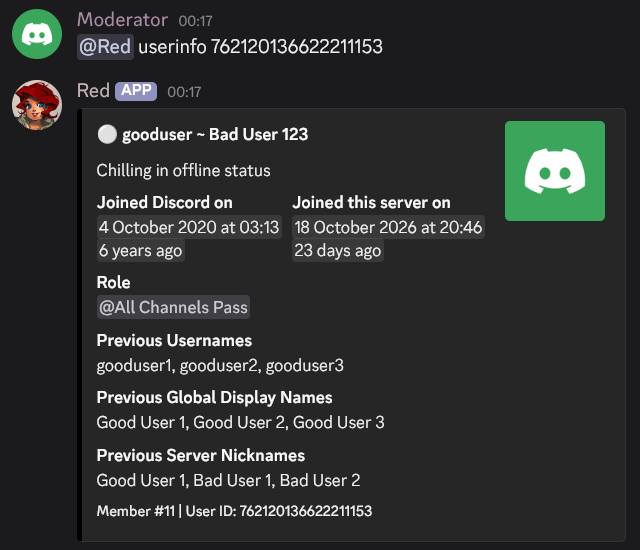 Moderator 00:17
@Red userinfo 762120136622211153
Red APP 00:17
gooduser ~ Bad User 123
Chilling in offline status
Joined Discord on
4 October 2020 at 03:13
6 years ago
Joined this server on
18 October 2026 at 20:46
23 days ago
Role
@All Channels Pass
Previous Usernames
gooduser1, gooduser2, gooduser3
Previous Global Display Names
Good User 1, Good User 2, Good User 3
Previous Server Nicknames
Good User 1, Bad User 1, Bad User 2
Member #11 | User ID: 762120136622211153